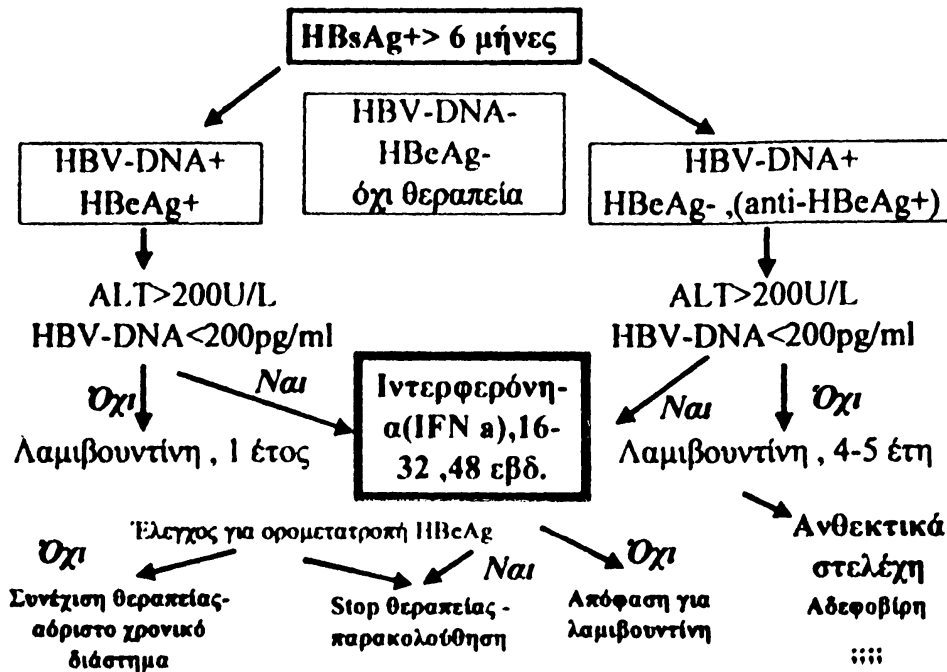 HBsAg+> 6 μήνες
HBV-DNA-
HBeAg-
όχι θεραπεία
HBV-DNA+
HBeAg+
HBV-DNA+
HBeAg- ,(anti-HBeAg+)
ALT>200U/L
HBV-DNA<200pg/ml
ALT>200U/L
HBV-DNA<200pg/ml
Όχι
Ναι
Ιντερφερόνη-
α(IFN a),16-
32 ,48 εβδ.
Ναι
Όχι
Λαμιβουντίνη , 1 έτος
Λαμιβουντίνη , 4-5 έτη
Έλεγχος για ορομετατροπή HBeAg
Ανθεκτικά
στελέχη
Αδεφοβίρη
;;;;
Όχι
Ναι
Όχι
Συνέχιση θεραπείας-
αόριστο χρονικό
διάστημα
Stop θεραπείας -
παρακολούθηση
Απόφαση για
λαμιβουντίνη